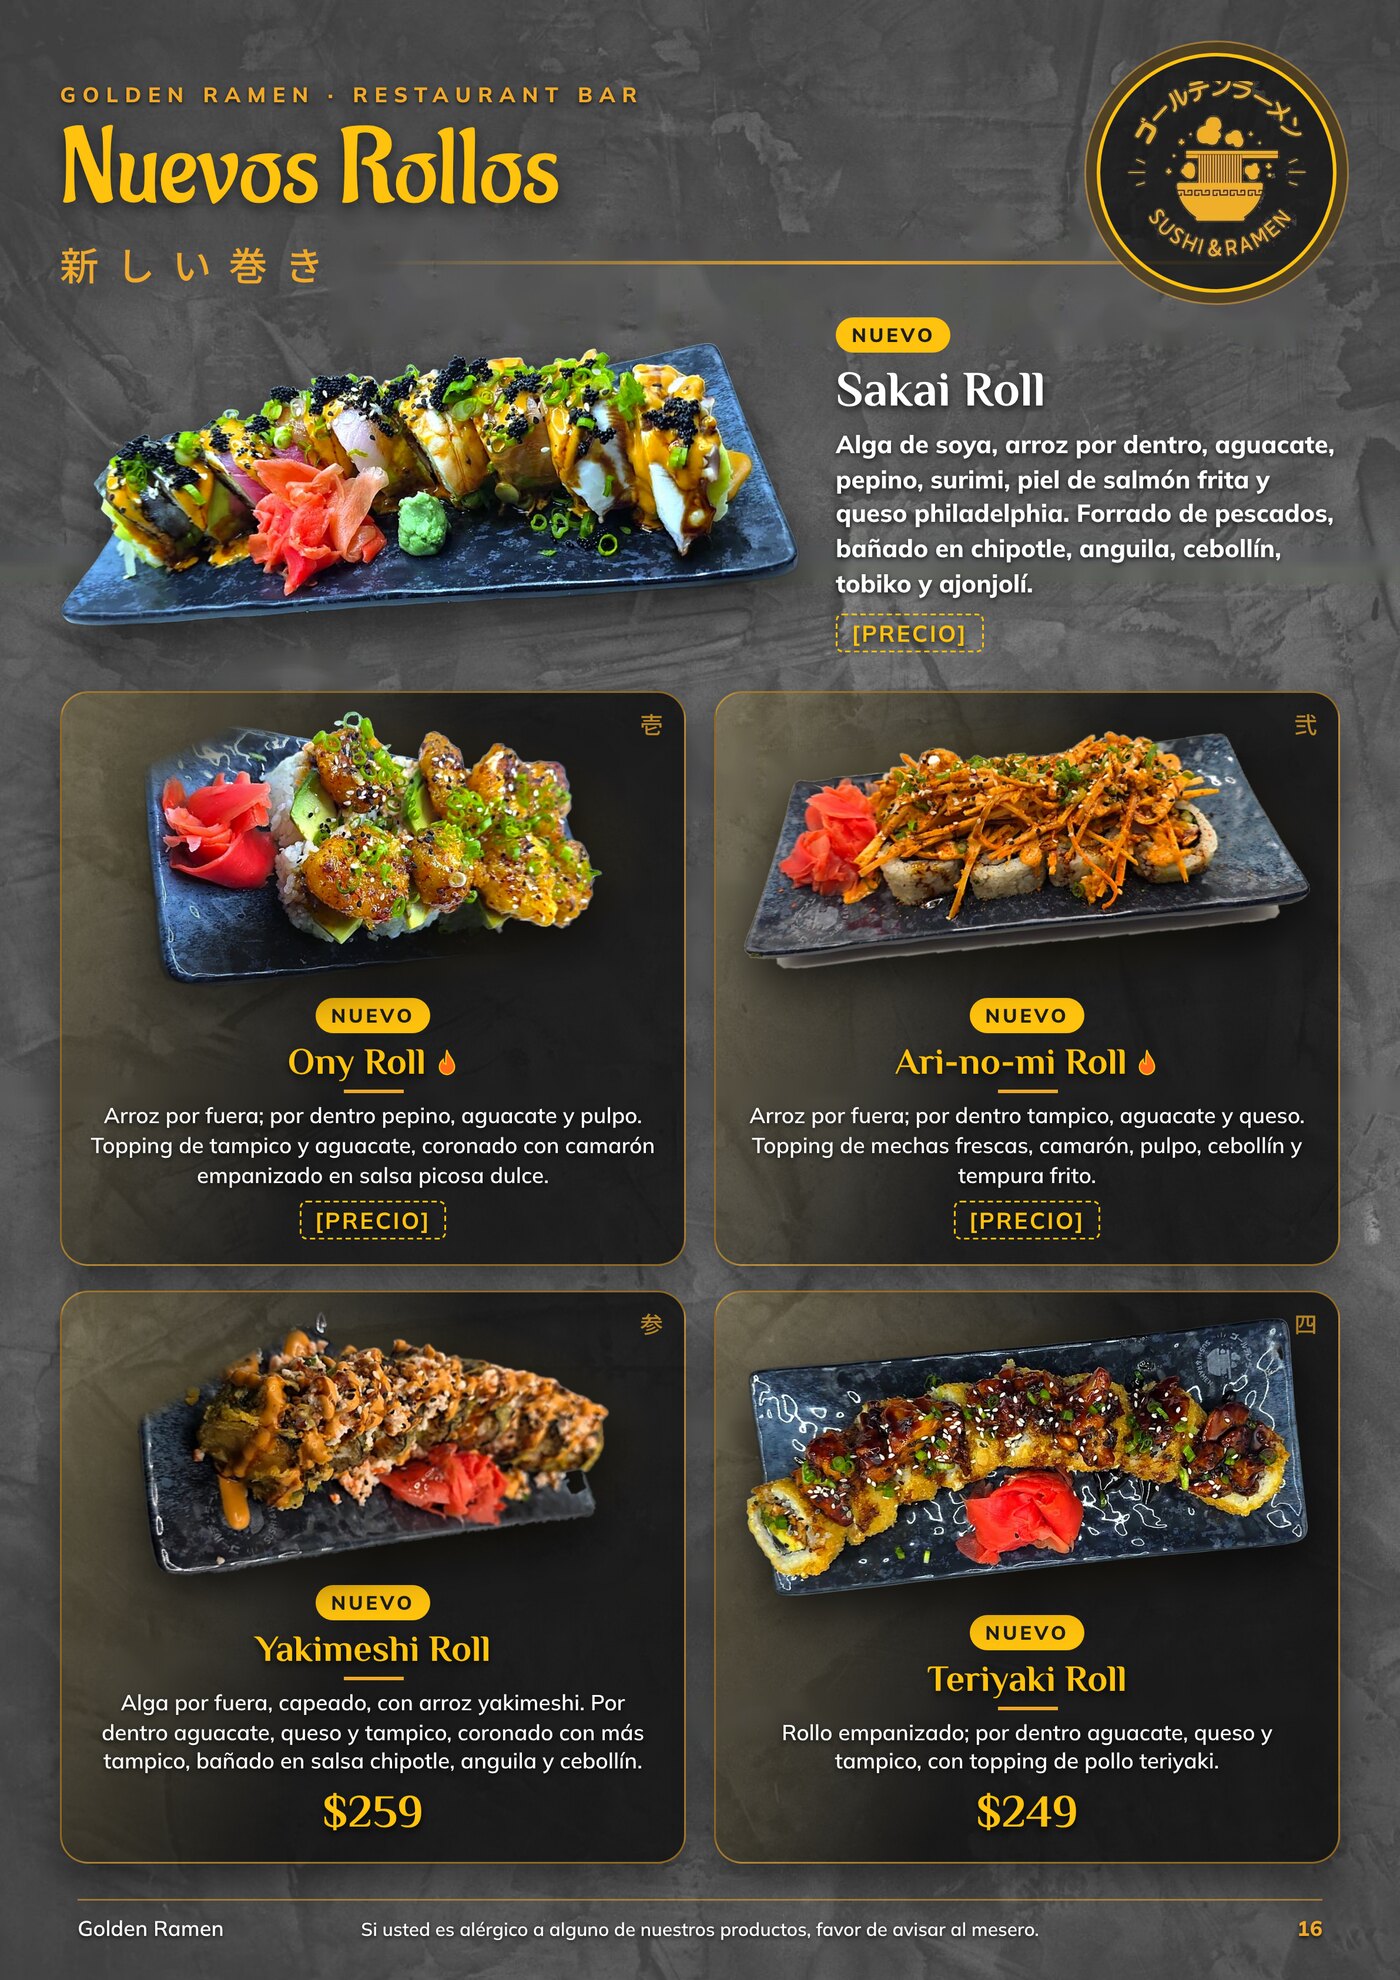 GOLDEN RAMEN · RESTAURANT BAR
Nuevos Rollos
新しい巻き
ゴールデンラーメン
SUSHI & RAMEN
NUEVO
Sakai Roll
Alga de soya, arroz por dentro, aguacate,
pepino, surimi, piel de salmón frita y
queso philadelphia. Forrado de pescados,
bañado en chipotle, anguila, cebollín,
tobiko y ajonjolí.
[PRECIO]
壱
NUEVO
Ony Roll
Arroz por fuera; por dentro pepino, aguacate y pulpo.
Topping de tampico y aguacate, coronado con camarón
empanizado en salsa picosa dulce.
[PRECIO]
弐
NUEVO
Ari-no-mi Roll
Arroz por fuera; por dentro tampico, aguacate y queso.
Topping de mechas frescas, camarón, pulpo, cebollín y
tempura frito.
[PRECIO]
参
NUEVO
Yakimeshi Roll
Alga por fuera, capeado, con arroz yakimeshi. Por
dentro aguacate, queso y tampico, coronado con más
tampico, bañado en salsa chipotle, anguila y cebollín.
$259
四
NUEVO
Teriyaki Roll
Rollo empanizado; por dentro aguacate, queso y
tampico, con topping de pollo teriyaki.
$249
Golden Ramen
Si usted es alérgico a alguno de nuestros productos, favor de avisar al mesero.
16